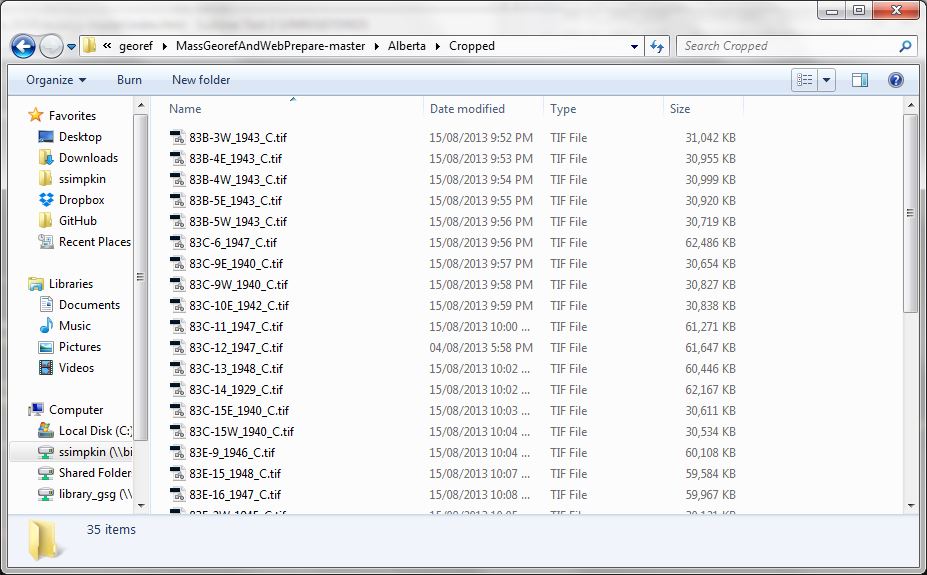 « georef ▸ MassGeorefAndWebPrepare-master ▸ Alberta ▸ Cropped
Search Cropped
Organize Burn New folder
Favorites
Desktop
Downloads
ssimpkin
Dropbox
GitHub
Recent Places
Libraries
Documents
Music
Pictures
Videos
Computer
Local Disk (C:
ssimpkin (\\bi
Shared Folder
library_gsg (\\
Name Date modified Type Size
83B-3W_1943_C.tif 15/08/2013 9:52 PM TIF File 31,042 KB
83B-4E_1943_C.tif 15/08/2013 9:53 PM TIF File 30,955 KB
83B-4W_1943_C.tif 15/08/2013 9:54 PM TIF File 30,999 KB
83B-5E_1943_C.tif 15/08/2013 9:55 PM TIF File 30,920 KB
83B-5W_1943_C.tif 15/08/2013 9:56 PM TIF File 30,719 KB
83C-6_1947_C.tif 15/08/2013 9:56 PM TIF File 62,486 KB
83C-9E_1940_C.tif 15/08/2013 9:57 PM TIF File 30,654 KB
83C-9W_1940_C.tif 15/08/2013 9:58 PM TIF File 30,827 KB
83C-10E_1942_C.tif 15/08/2013 9:59 PM TIF File 30,838 KB
83C-11_1947_C.tif 15/08/2013 10:00 ... TIF File 61,271 KB
83C-12_1947_C.tif 04/08/2013 5:58 PM TIF File 61,647 KB
83C-13_1948_C.tif 15/08/2013 10:02 ... TIF File 60,446 KB
83C-14_1929_C.tif 15/08/2013 10:02 ... TIF File 62,167 KB
83C-15E_1940_C.tif 15/08/2013 10:03 ... TIF File 30,611 KB
83C-15W_1940_C.tif 15/08/2013 10:04 ... TIF File 30,534 KB
83E-9_1946_C.tif 15/08/2013 10:04 ... TIF File 60,108 KB
83E-15_1948_C.tif 15/08/2013 10:07 ... TIF File 59,584 KB
83E-16_1947_C.tif 15/08/2013 10:08 ... TIF File 59,967 KB
35 items